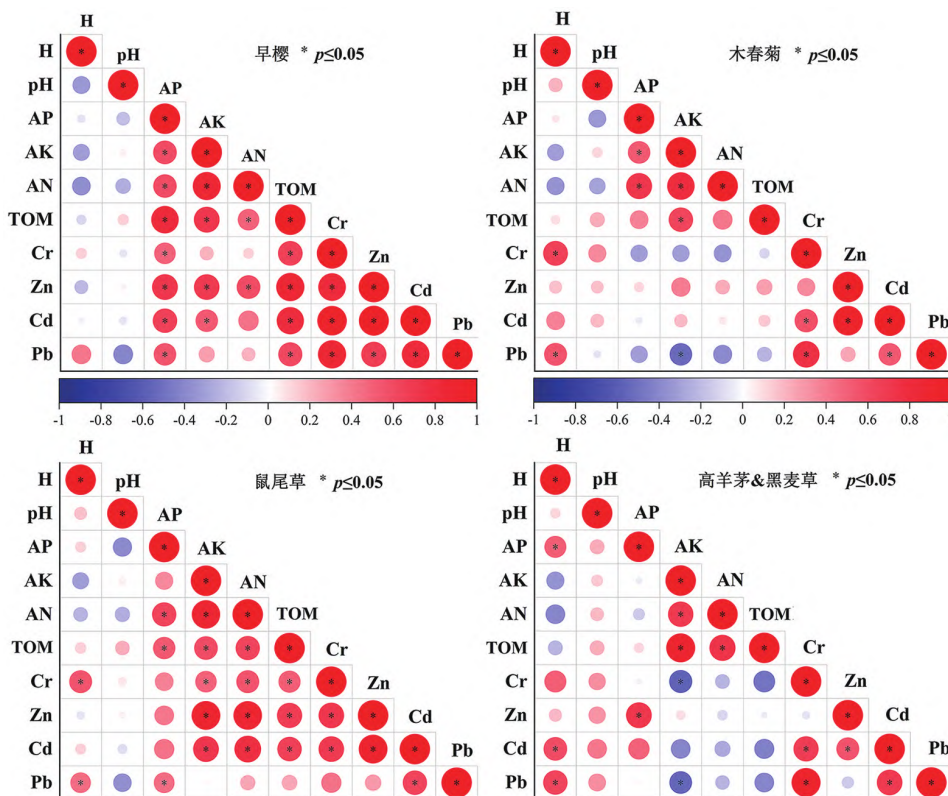 H
H * pH 早樱 * p≤0.05
pH * AP
AP * AK
AK * * AN
AN * * * TOM
TOM * * * * Cr
Cr * * * Zn
Zn * * * * * * Cd
Cd * * * * * * Pb
Pb * * * * * *
-1 -0.8 -0.6 -0.4 -0.2 0 0.2 0.4 0.6 0.8 1
H
H * pH 木春菊 * p≤0.05
pH * AP
AP * AK
AK * * AN
AN * * * TOM
TOM * * Cr
Cr * * Zn
Zn * Cd
Cd * * * Pb
Pb * * * * *
-1 -0.8 -0.6 -0.4 -0.2 0 0.2 0.4 0.6 0.8
H
H * pH 鼠尾草 * p≤0.05
pH * AP
AP * AK
AK * AN
AN * * * TOM
TOM * * * * Cr
Cr * * * * * Zn
Zn * * * * * Cd
Cd * * * * * * Pb
Pb * * * *
H
H * pH 高羊茅&黑麦草 * p≤0.05
pH * AP
AP * * AK
AK * AN
AN * * TOM
TOM * * * Cr
Cr * * Zn
Zn * * Cd
Cd * * * * Pb
Pb * * * * *